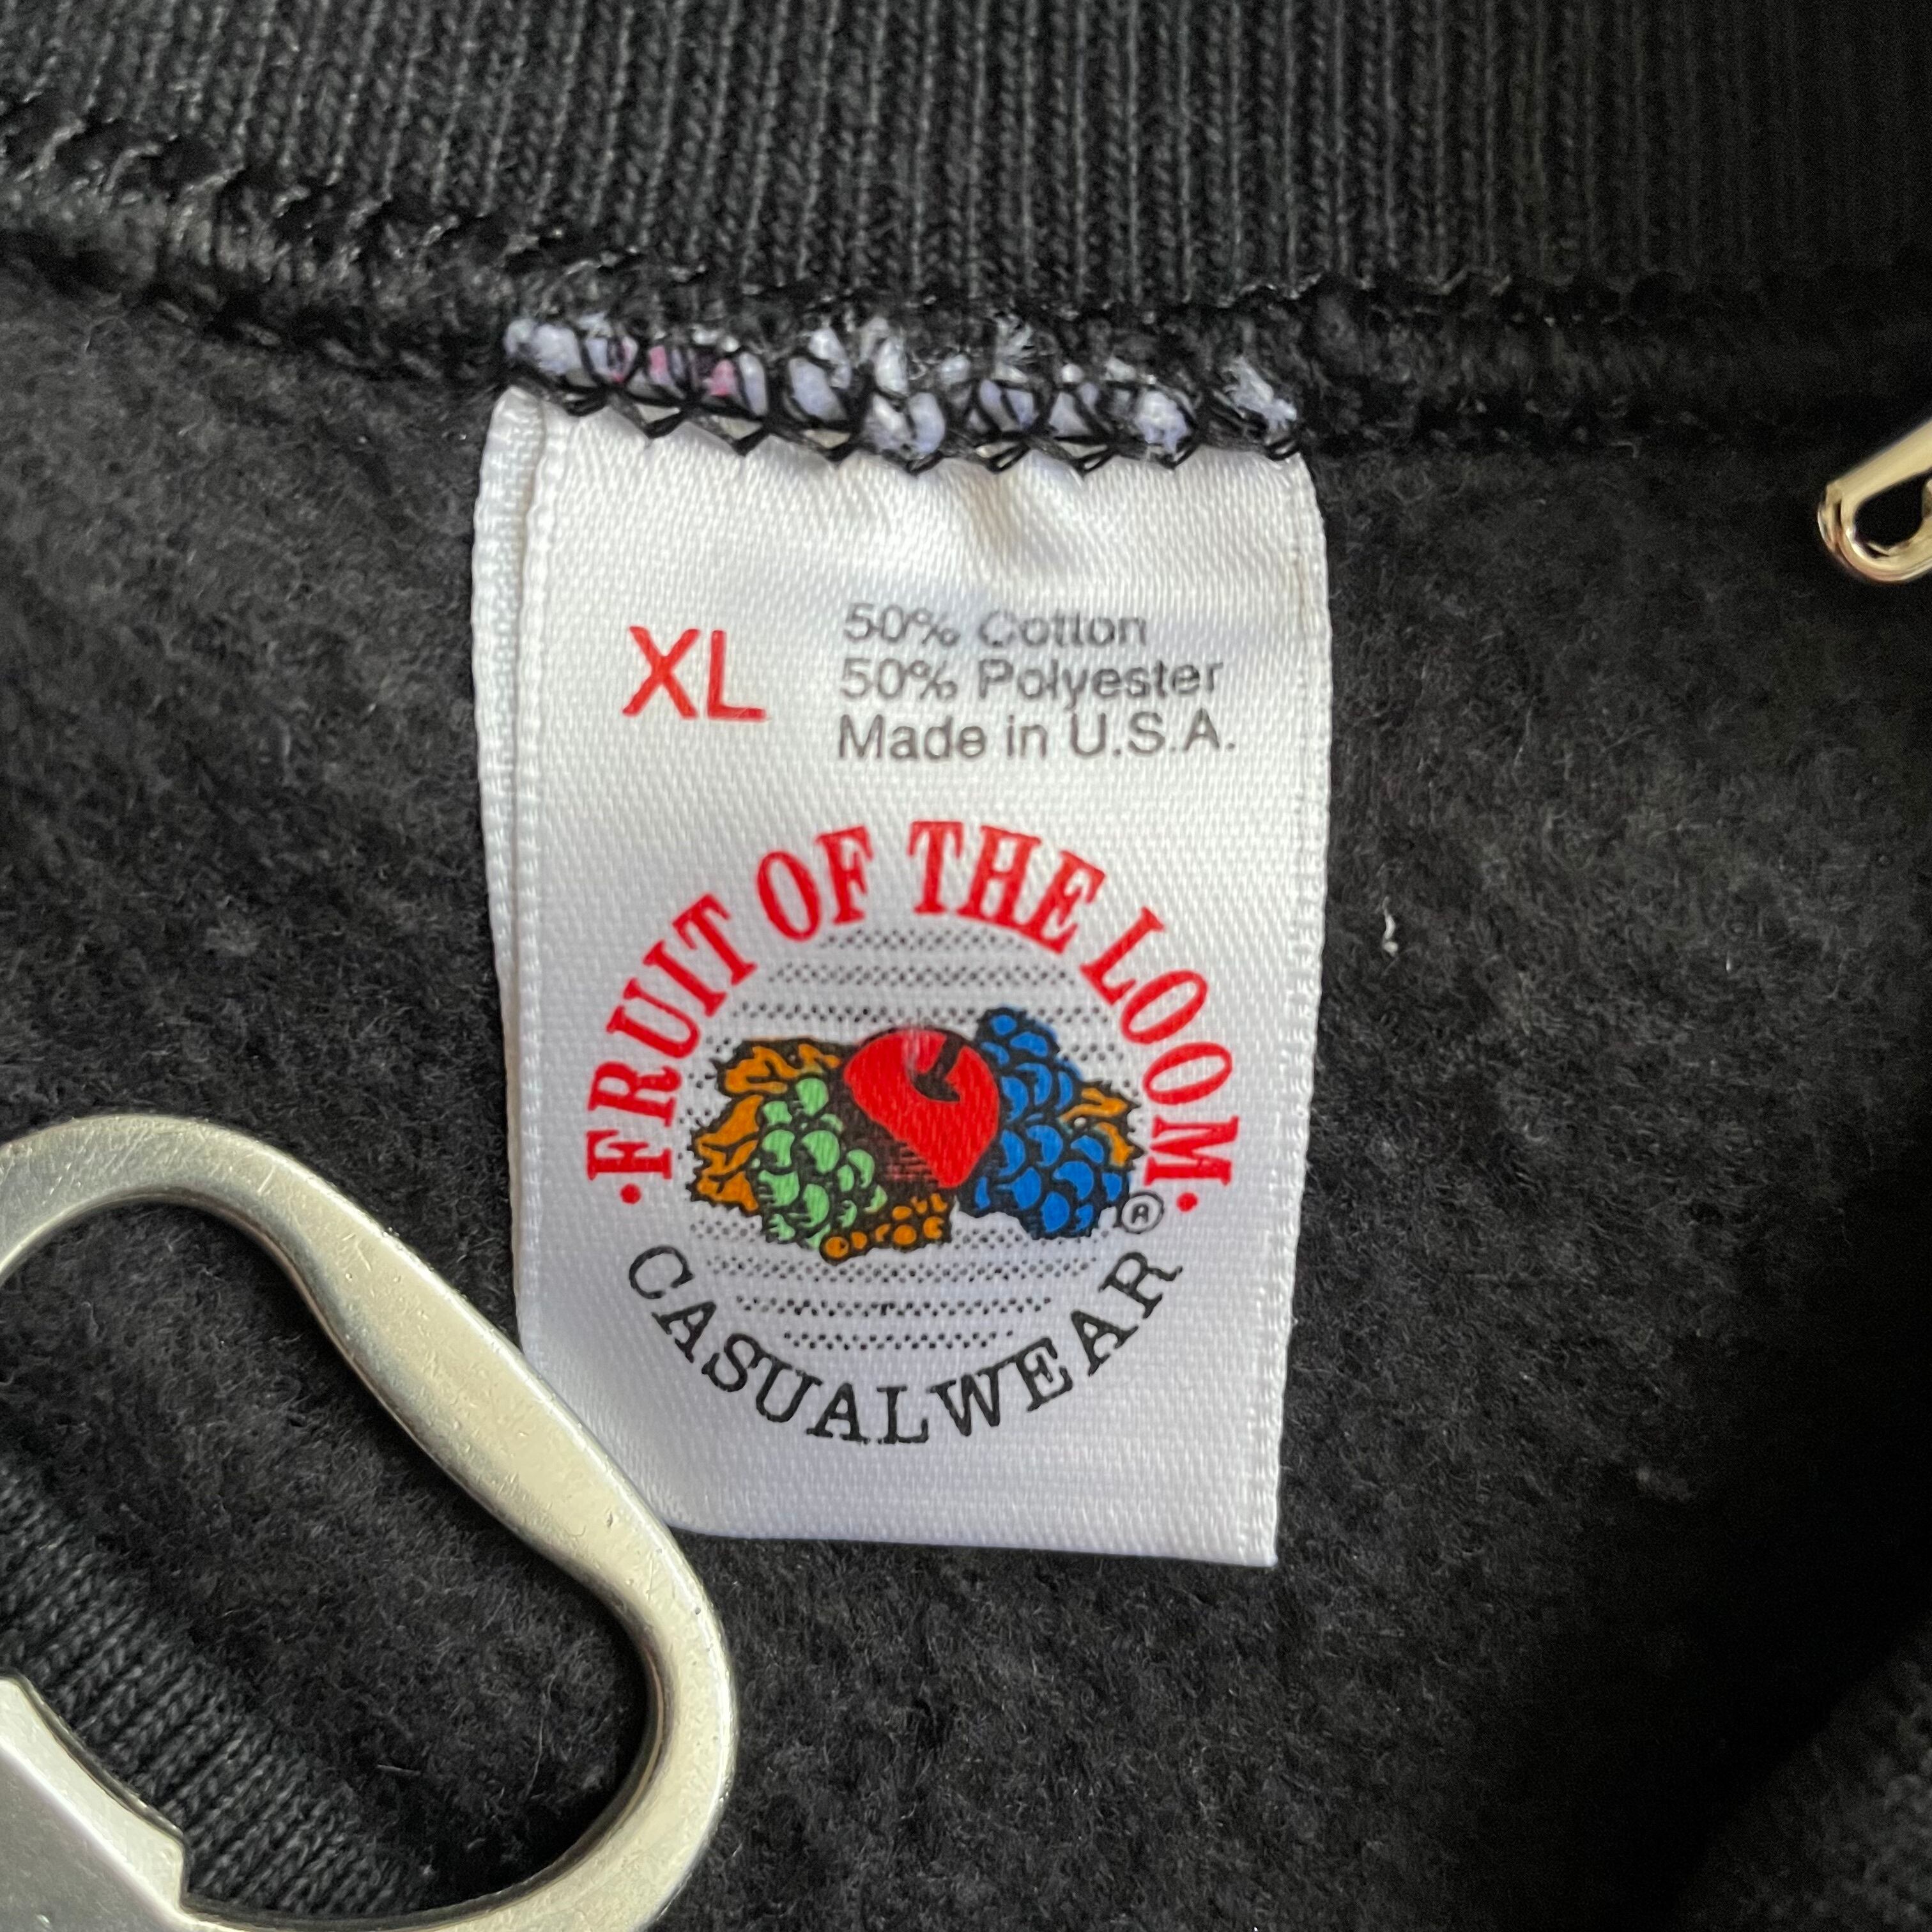 XL
50% Cotton
50% Polyester
Made in U.S.A.
·FRUIT OF THE LOOM·
®
CASUALWEAR